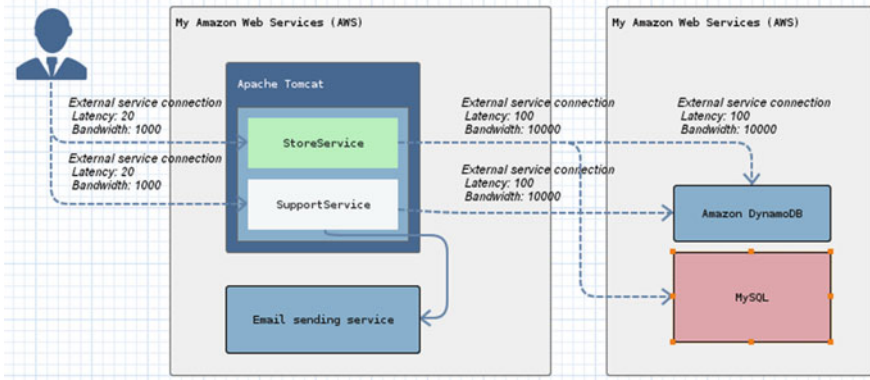 My Amazon Web Services (AWS)
My Amazon Web Services (AWS)
Apache Tomcat
External service connection
Latency: 20
Bandwidth: 1000
External service connection
Latency: 100
Bandwidth: 10000
External service connection
Latency: 100
Bandwidth: 10000
StoreService
External service connection
Latency: 20
Bandwidth: 1000
External service connection
Latency: 100
Bandwidth: 10000
SupportService
Amazon DynamoDB
MySQL
Email sending service